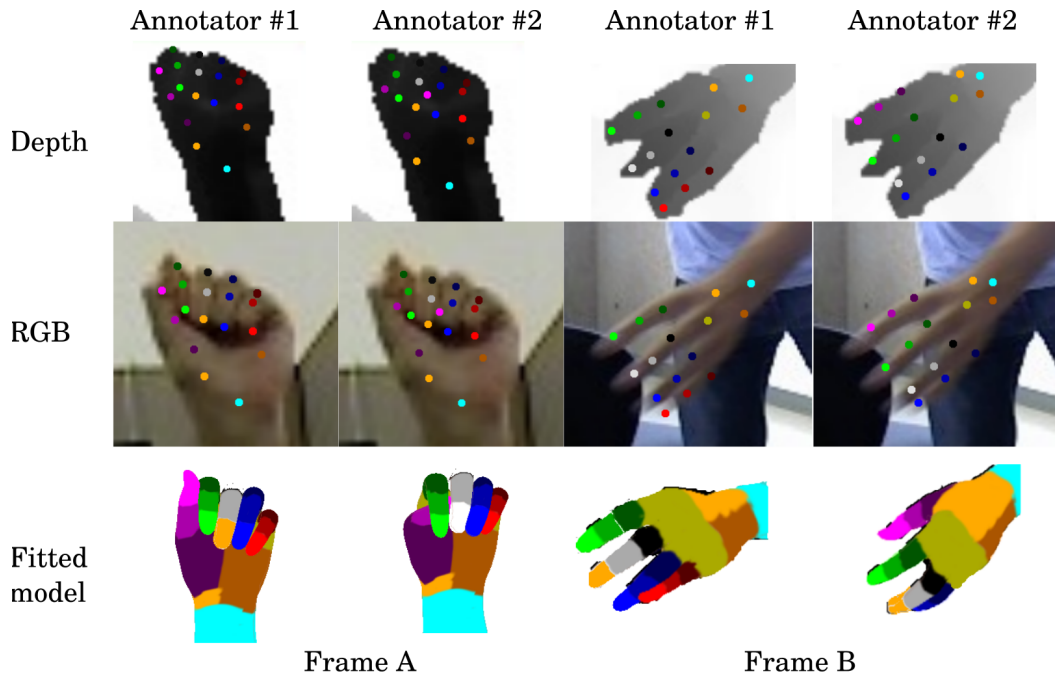 Annotator #1 Annotator #2 Annotator #1 Annotator #2
Depth
RGB
Fitted
model
Frame A Frame B